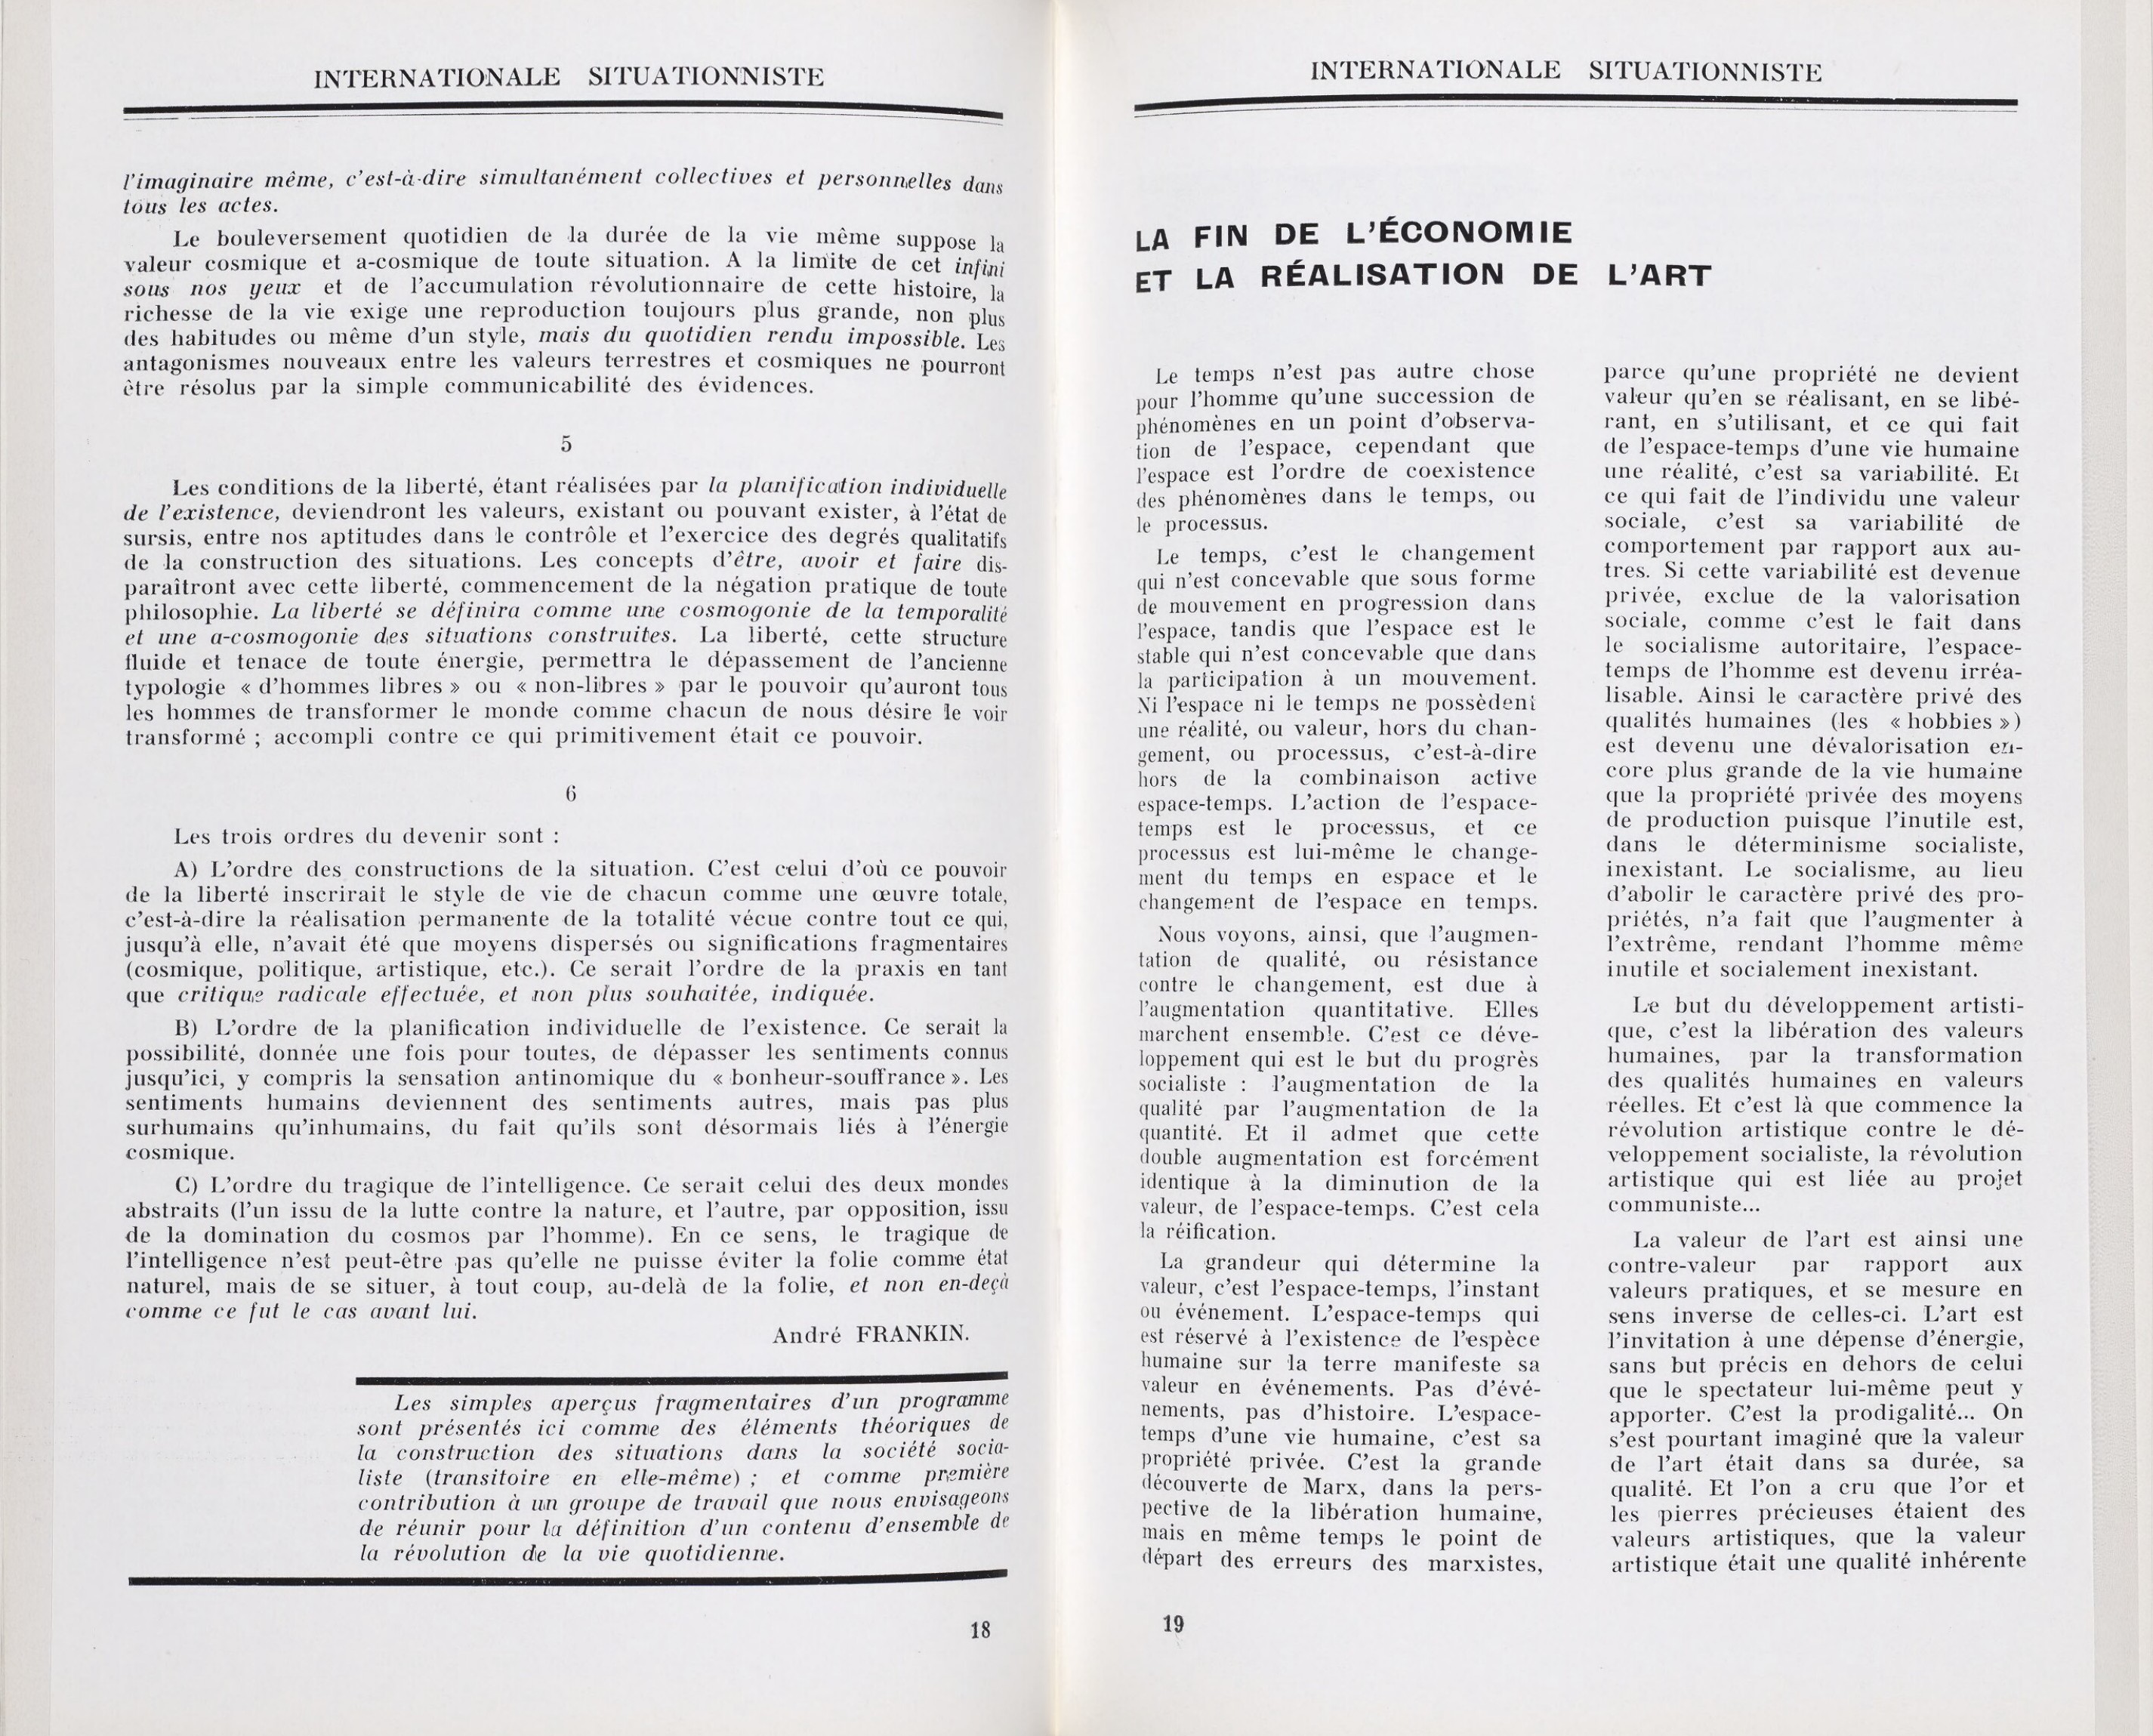 INTERNATIONALE SITUATIONNISTE
l'imaginaire même, c'est-à-dire simultanément collectives et personnelles dans
tous les actes.
Le bouleversement quotidien de la durée de la vie même suppose la
valeur cosmique et a-cosmique de toute situation. A la limite de cet infini
sous nos yeux et de l'accumulation révolutionnaire de cette histoire, la
richesse de la vie exige une reproduction toujours plus grande, non plus
des habitudes ou même d'un style, mais du quotidien rendu impossible. Les
antagonismes nouveaux entre les valeurs terrestres et cosmiques ne pourront
être résolus par la simple communicabilité des évidences.
5
Les conditions de la liberté, étant réalisées par la planification individuelle
de l'existence, deviendront les valeurs, existant ou pouvant exister, à l'état de
sursis, entre nos aptitudes dans le contrôle et l'exercice des degrés qualitatifs
de la construction des situations. Les concepts d'être, avoir et faire dis-
paraîtront avec cette liberté, commencement de la négation pratique de toute
philosophie. La liberté se définira comme une cosmogonie de la temporalité
et une a-cosmogonie des situations construites. La liberté, cette structure
fluide et tenace de toute énergie, permettra le dépassement de l'ancienne
typologie « d'hommes libres » ou « non-libres » par le pouvoir qu'auront tous
les hommes de transformer le monde comme chacun de nous désire le voir
transformé ; accompli contre ce qui primitivement était ce pouvoir.
6
Les trois ordres du devenir sont :
A) L'ordre des constructions de la situation. C'est celui d'où ce pouvoir
de la liberté inscrirait le style de vie de chacun comme une œuvre totale,
c'est-à-dire la réalisation permanente de la totalité vécue contre tout ce qui,
jusqu'à elle, n'avait été que moyens dispersés ou significations fragmentaires
(cosmique, politique, artistique, etc.). Ce serait l'ordre de la praxis en tant
que critique radicale effectuée, et non plus souhaitée, indiquée.
B) L'ordre de la planification individuelle de l'existence. Ce serait la
possibilité, donnée une fois pour toutes, de dépasser les sentiments connus
jusqu'ici, y compris la sensation antinomique du « bonheur-souffrance ». Les
sentiments humains deviennent des sentiments autres, mais pas plus
surhumains qu'inhumains, du fait qu'ils sont désormais liés à l'énergie
cosmique.
C) L'ordre du tragique de l'intelligence. Ce serait celui des deux mondes
abstraits (l'un issu de la lutte contre la nature, et l'autre, par opposition, issu
de la domination du cosmos par l'homme). En ce sens, le tragique de
l'intelligence n'est peut-être pas qu'elle ne puisse éviter la folie comme état
naturel, mais de se situer, à tout coup, au-delà de la folie, et non en-deçà
comme ce fut le cas avant lui.
André FRANKIN.
Les simples aperçus fragmentaires d'un programme
sont présentés ici comme des éléments théoriques de
la construction des situations dans la société socia-
liste (transitoire en elle-même) ; et comme première
contribution à un groupe de travail que nous envisageons
de réunir pour la définition d'un contenu d'ensemble de
la révolution de la vie quotidienne.
18
INTERNATIONALE SITUATIONNISTE
LA FIN DE L'ÉCONOMIE
ET LA RÉALISATION DE L'ART
Le temps n'est pas autre chose
pour l'homme qu'une succession de
phénomènes en un point d'observa-
tion de l'espace, cependant que
l'espace est l'ordre de coexistence
des phénomènes dans le temps, ou
le processus.
Le temps, c'est le changement
qui n'est concevable que sous forme
de mouvement en progression dans
l'espace, tandis que l'espace est le
stable qui n'est concevable que dans
la participation à un mouvement.
Ni l'espace ni le temps ne possèdent
une réalité, ou valeur, hors du chan-
gement, ou processus, c'est-à-dire
hors de la combinaison active
espace-temps. L'action de l'espace-
temps est le processus, et ce
processus est lui-même le change-
ment du temps en espace et le
changement de l'espace en temps.
Nous voyons, ainsi, que l'augmen-
tation de qualité, ou résistance
contre le changement, est due à
l'augmentation quantitative. Elles
marchent ensemble. C'est ce déve-
loppement qui est le but du progrès
socialiste : l'augmentation de la
qualité par l'augmentation de la
quantité. Et il admet que cette
double augmentation est forcément
identique à la diminution de la
valeur, de l'espace-temps. C'est cela
la réification.
La grandeur qui détermine la
valeur, c'est l'espace-temps, l'instant
ou événement. L'espace-temps qui
est réservé à l'existence de l'espèce
humaine sur la terre manifeste sa
valeur en événements. Pas d'évé-
nements, pas d'histoire. L'espace-
temps d'une vie humaine, c'est sa
propriété privée. C'est la grande
découverte de Marx, dans la pers-
pective de la libération humaine,
mais en même temps le point de
départ des erreurs des marxistes,
parce qu'une propriété ne devient
valeur qu'en se réalisant, en se libé-
rant, en s'utilisant, et ce qui fait
de l'espace-temps d'une vie humaine
une réalité, c'est sa variabilité. Et
ce qui fait de l'individu une valeur
sociale, c'est sa variabilité de
comportement par rapport aux au-
tres. Si cette variabilité est devenue
privée, exclue de la valorisation
sociale, comme c'est le fait dans
le socialisme autoritaire, l'espace-
temps de l'homme est devenu irréa-
lisable. Ainsi le caractère privé des
qualités humaines (les « hobbies »)
est devenu une dévalorisation en-
core plus grande de la vie humaine
que la propriété privée des moyens
de production puisque l'inutile est,
dans le déterminisme socialiste,
inexistant. Le socialisme, au lieu
d'abolir le caractère privé des pro-
priétés, n'a fait que l'augmenter à
l'extrême, rendant l'homme même
inutile et socialement inexistant.
Le but du développement artisti-
que, c'est la libération des valeurs
humaines, par la transformation
des qualités humaines en valeurs
réelles. Et c'est là que commence la
révolution artistique contre le dé-
veloppement socialiste, la révolution
artistique qui est liée au projet
communiste...
La valeur de l'art est ainsi une
contre-valeur par rapport aux
valeurs pratiques, et se mesure en
sens inverse de celles-ci. L'art est
l'invitation à une dépense d'énergie,
sans but précis en dehors de celui
que le spectateur lui-même peut y
apporter. C'est la prodigalité... On
s'est pourtant imaginé que la valeur
de l'art était dans sa durée, sa
qualité. Et l'on a cru que l'or et
les pierres précieuses étaient des
valeurs artistiques, que la valeur
artistique était une qualité inhérente
19